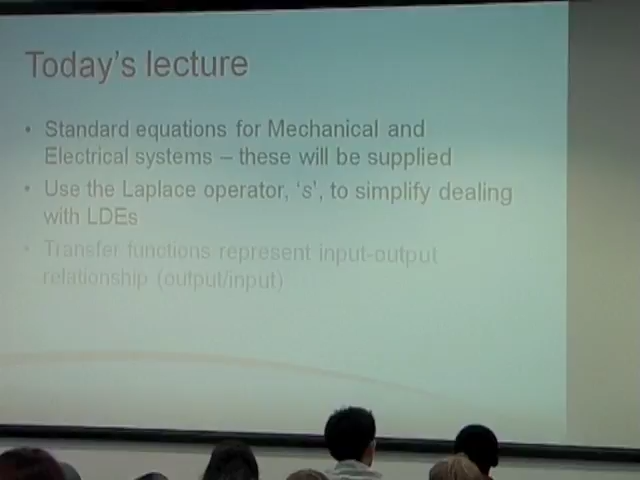 Today's lecture
• Standard equations for Mechanical and
Electrical systems – these will be supplied
• Use the Laplace operator, 's', to simplify dealing
with LDEs
• Transfer functions represent input-output
relationship (output/input)